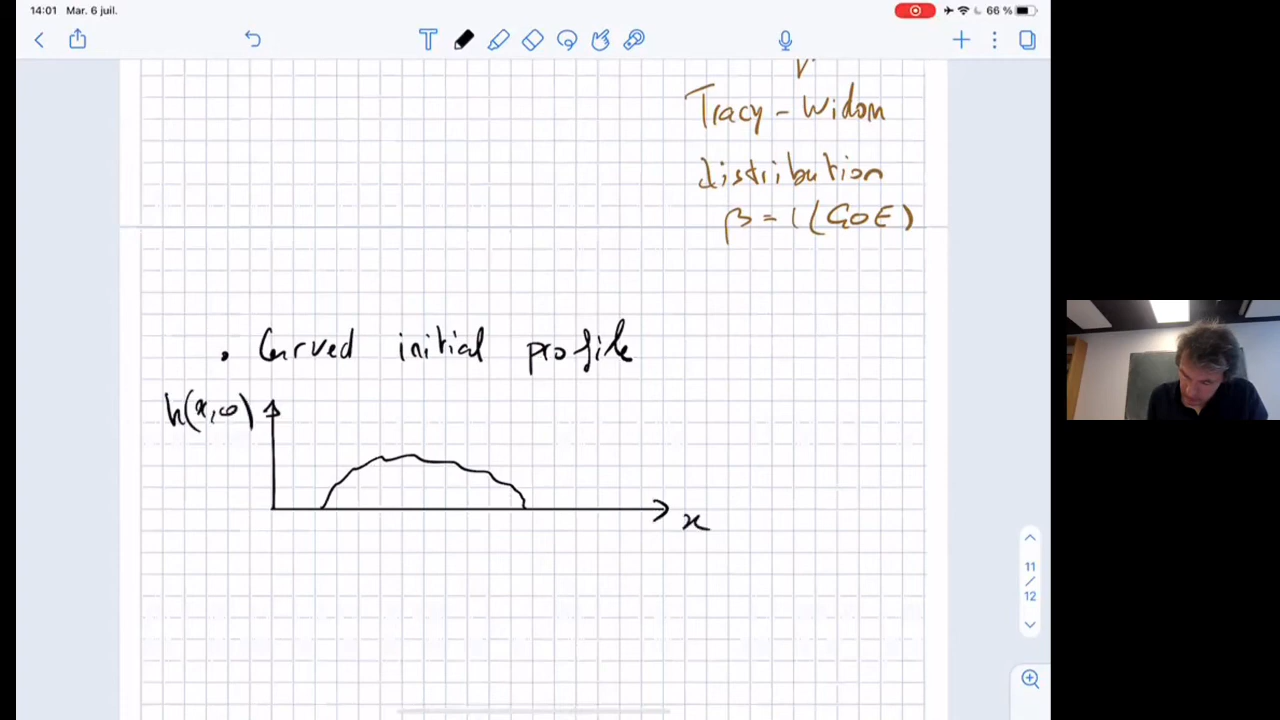 14:01 Mar. 6 juil.
66 %
Tracy - Widom
distribution
β = 1 (GOE)
• Curved initial profile
h(x,0)
x
11
/
12